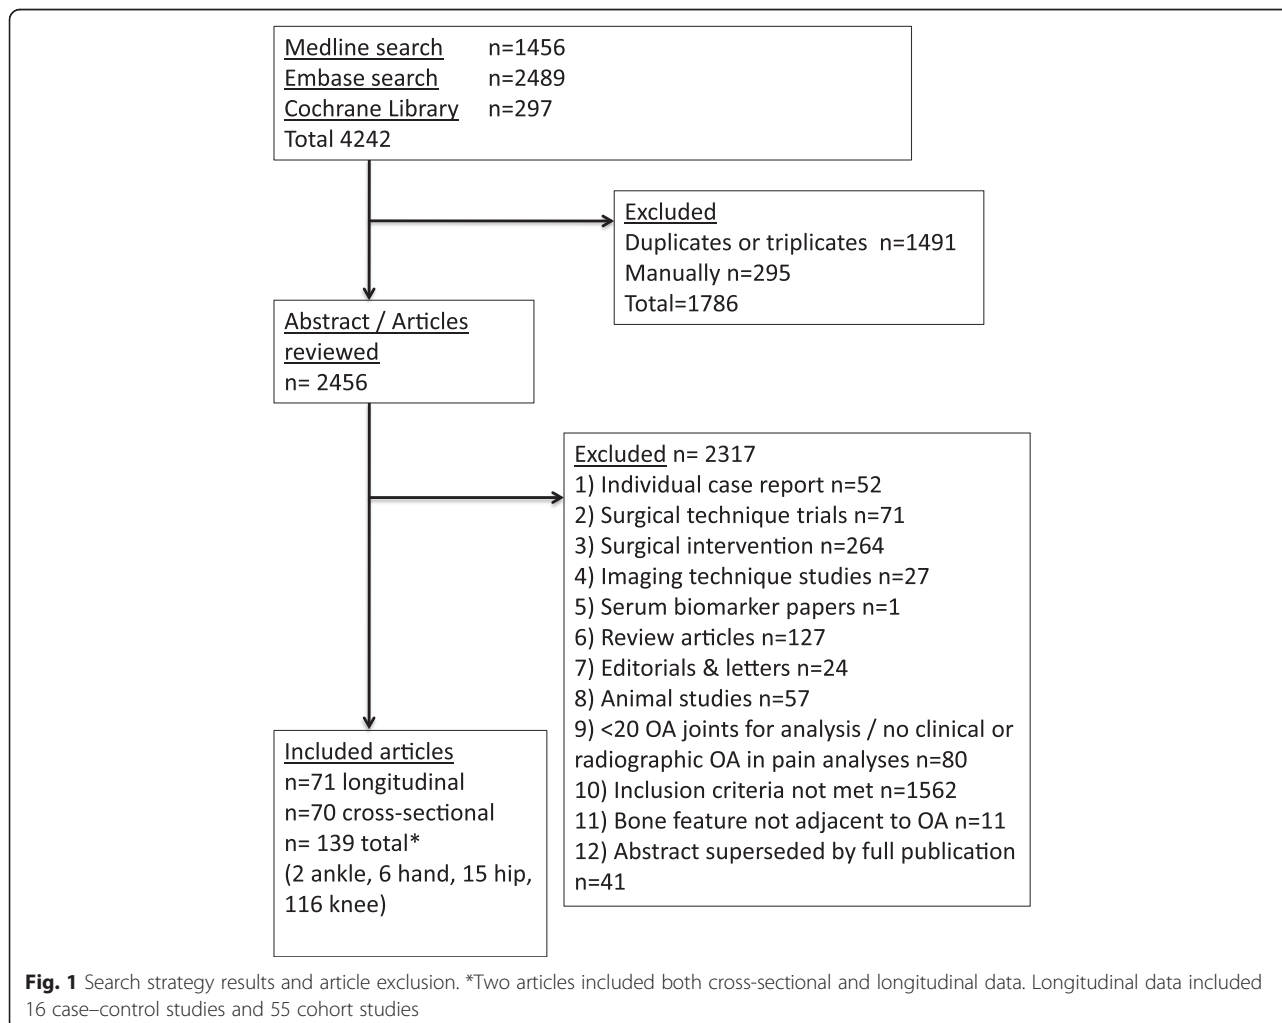 Medline search n=1456
Embase search n=2489
Cochrane Library n=297
Total 4242
Excluded
Duplicates or triplicates n=1491
Manually n=295
Total=1786
Abstract / Articles
reviewed
n= 2456
Excluded n= 2317
1) Individual case report n=52
2) Surgical technique trials n=71
3) Surgical intervention n=264
4) Imaging technique studies n=27
5) Serum biomarker papers n=1
6) Review articles n=127
7) Editorials & letters n=24
8) Animal studies n=57
9) <20 OA joints for analysis / no clinical or
radiographic OA in pain analyses n=80
10) Inclusion criteria not met n=1562
11) Bone feature not adjacent to OA n=11
12) Abstract superseded by full publication
n=41
Included articles
n=71 longitudinal
n=70 cross-sectional
n= 139 total*
(2 ankle, 6 hand, 15 hip,
116 knee)
Fig. 1 Search strategy results and article exclusion. *Two articles included both cross-sectional and longitudinal data. Longitudinal data included
16 case–control studies and 55 cohort studies